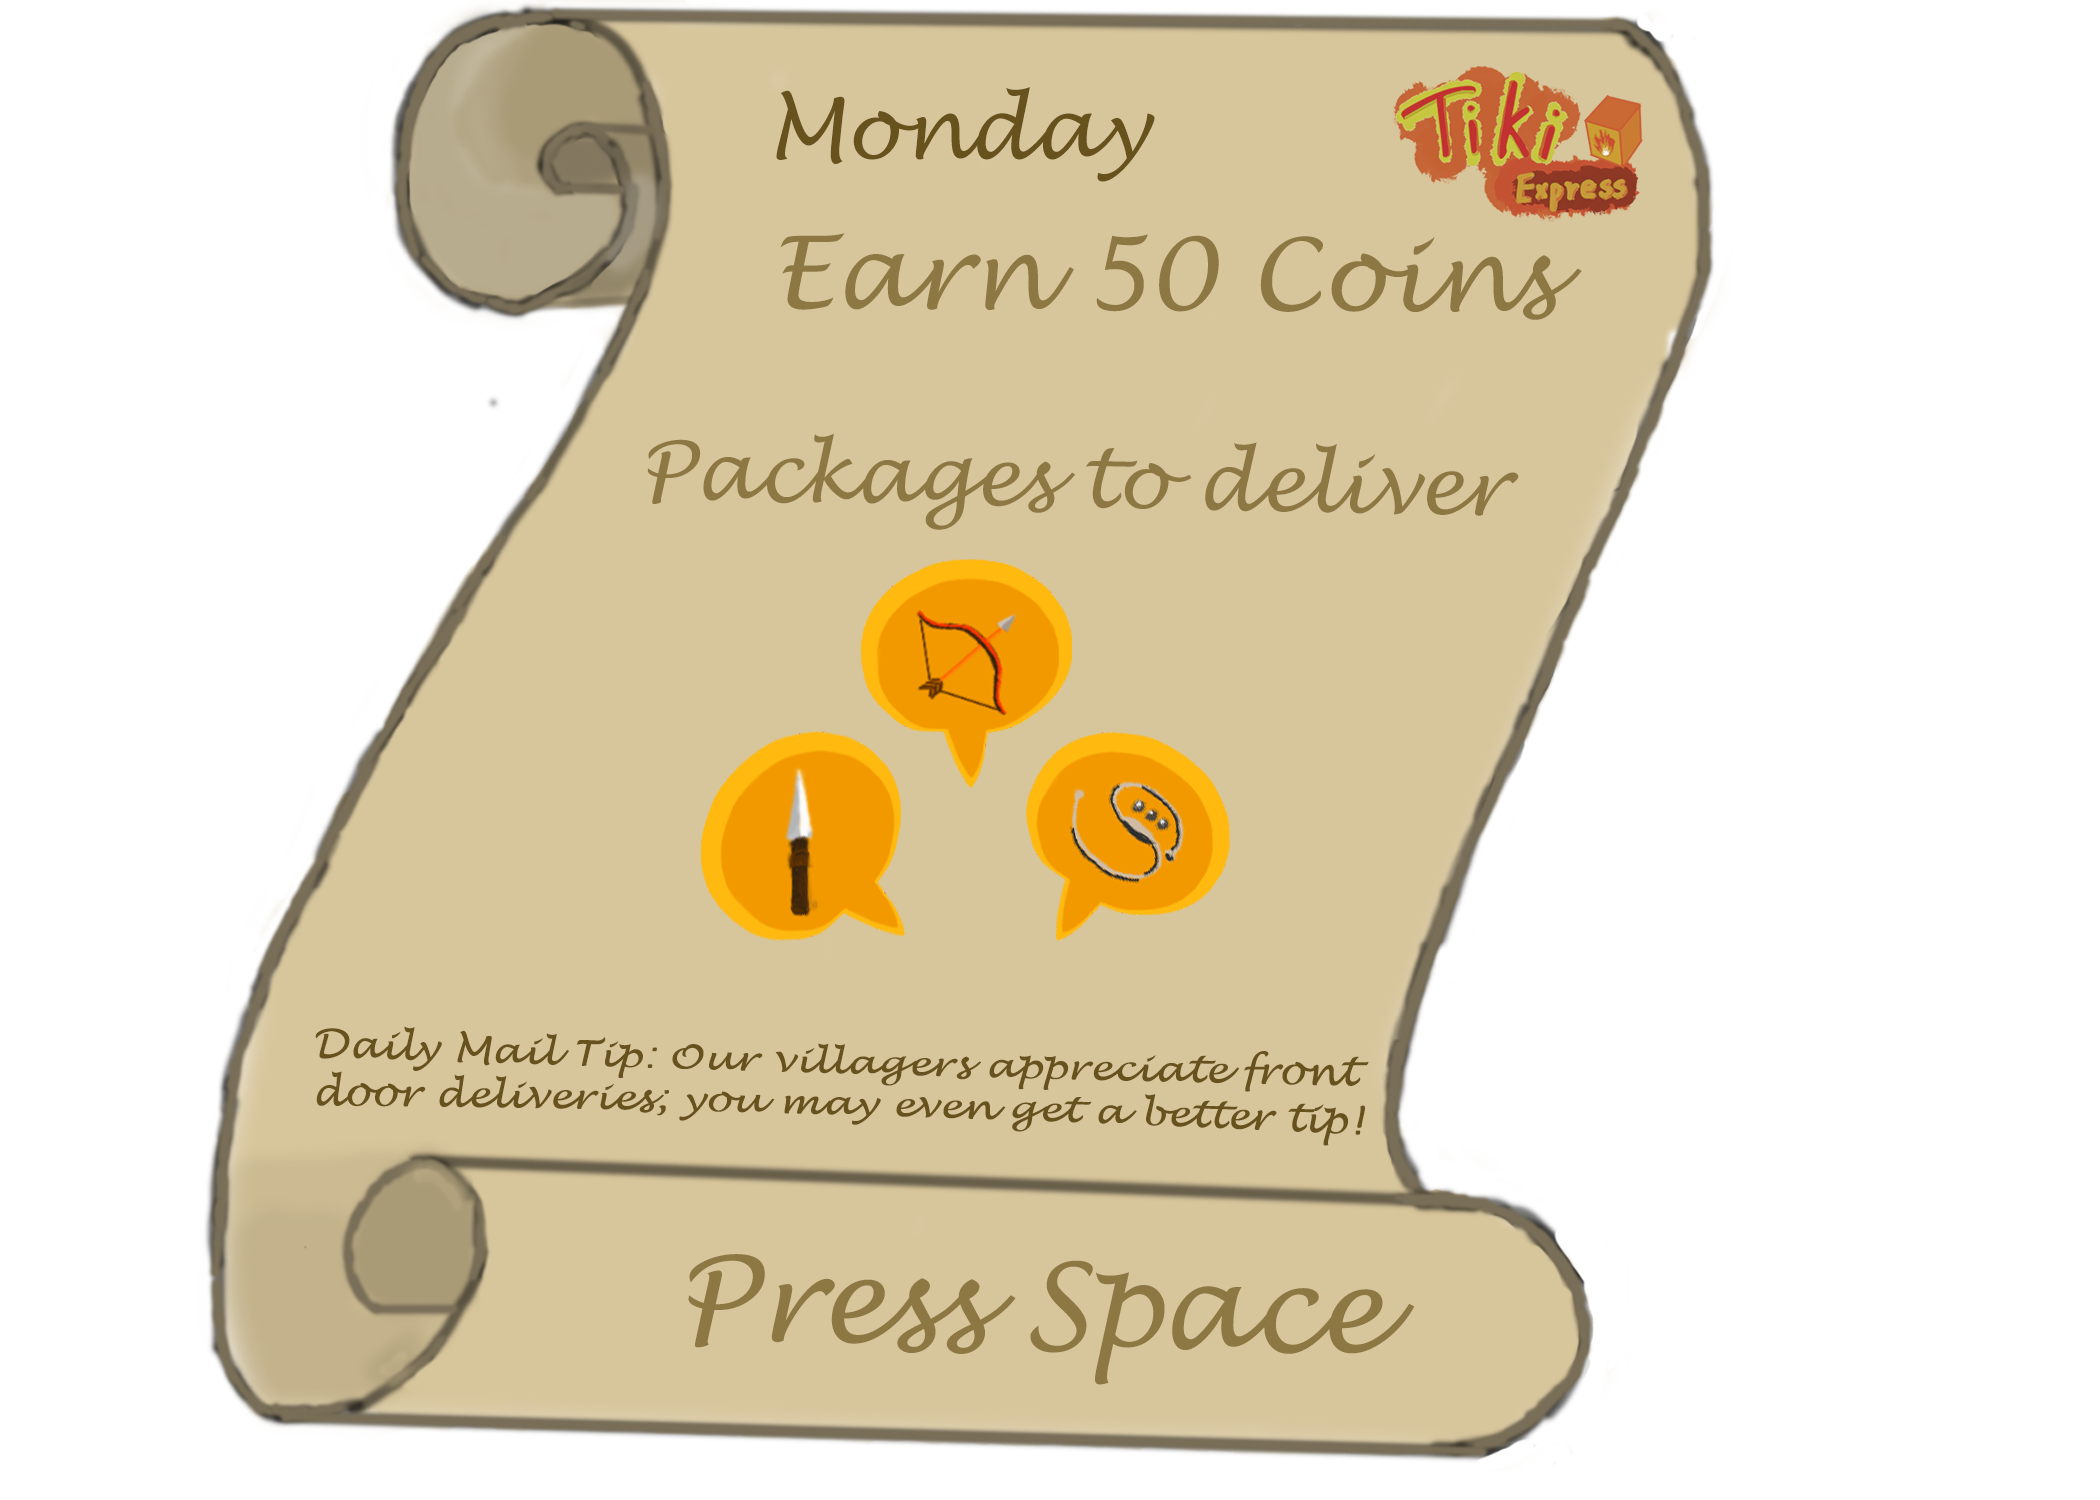 Monday
Tiki
Express
Earn 50 Coins
Packages to deliver
Daily Mail Tip: Our villagers appreciate front
door deliveries; you may even get a better tip!
Press Space